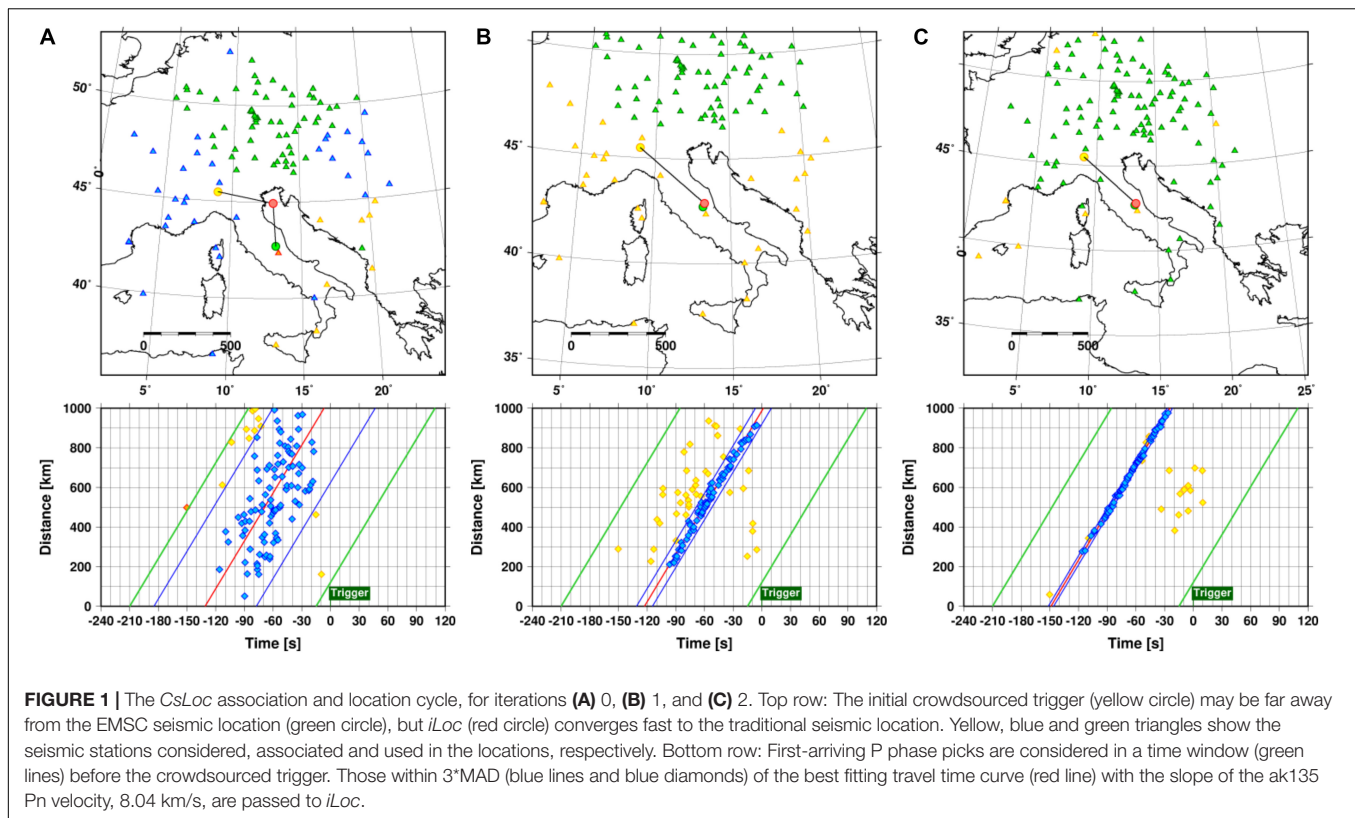 A
B
C
50°
45°
40°
0°
0
500
5°
10°
15°
20°
45°
40°
35°
0
500
5°
10°
15°
20°
45°
40°
35°
0°
0
500
5°
10°
15°
20°
25°
Distance [km]
1000
800
600
400
200
0
Trigger
-240 -210 -180 -150 -120 -90 -60 -30 0 30 60 90 120
Time [s]
Distance [km]
1000
800
600
400
200
0
Trigger
-240 -210 -180 -150 -120 -90 -60 -30 0 30 60 90 120
Time [s]
Distance [km]
1000
800
600
400
200
0
Trigger
-240 -210 -180 -150 -120 -90 -60 -30 0 30 60 90 120
Time [s]
FIGURE 1 | The CsLoc association and location cycle, for iterations (A) 0, (B) 1, and (C) 2. Top row: The initial crowdsourced trigger (yellow circle) may be far away
from the EMSC seismic location (green circle), but iLoc (red circle) converges fast to the traditional seismic location. Yellow, blue and green triangles show the
seismic stations considered, associated and used in the locations, respectively. Bottom row: First-arriving P phase picks are considered in a time window (green
lines) before the crowdsourced trigger. Those within 3*MAD (blue lines and blue diamonds) of the best fitting travel time curve (red line) with the slope of the ak135
Pn velocity, 8.04 km/s, are passed to iLoc.